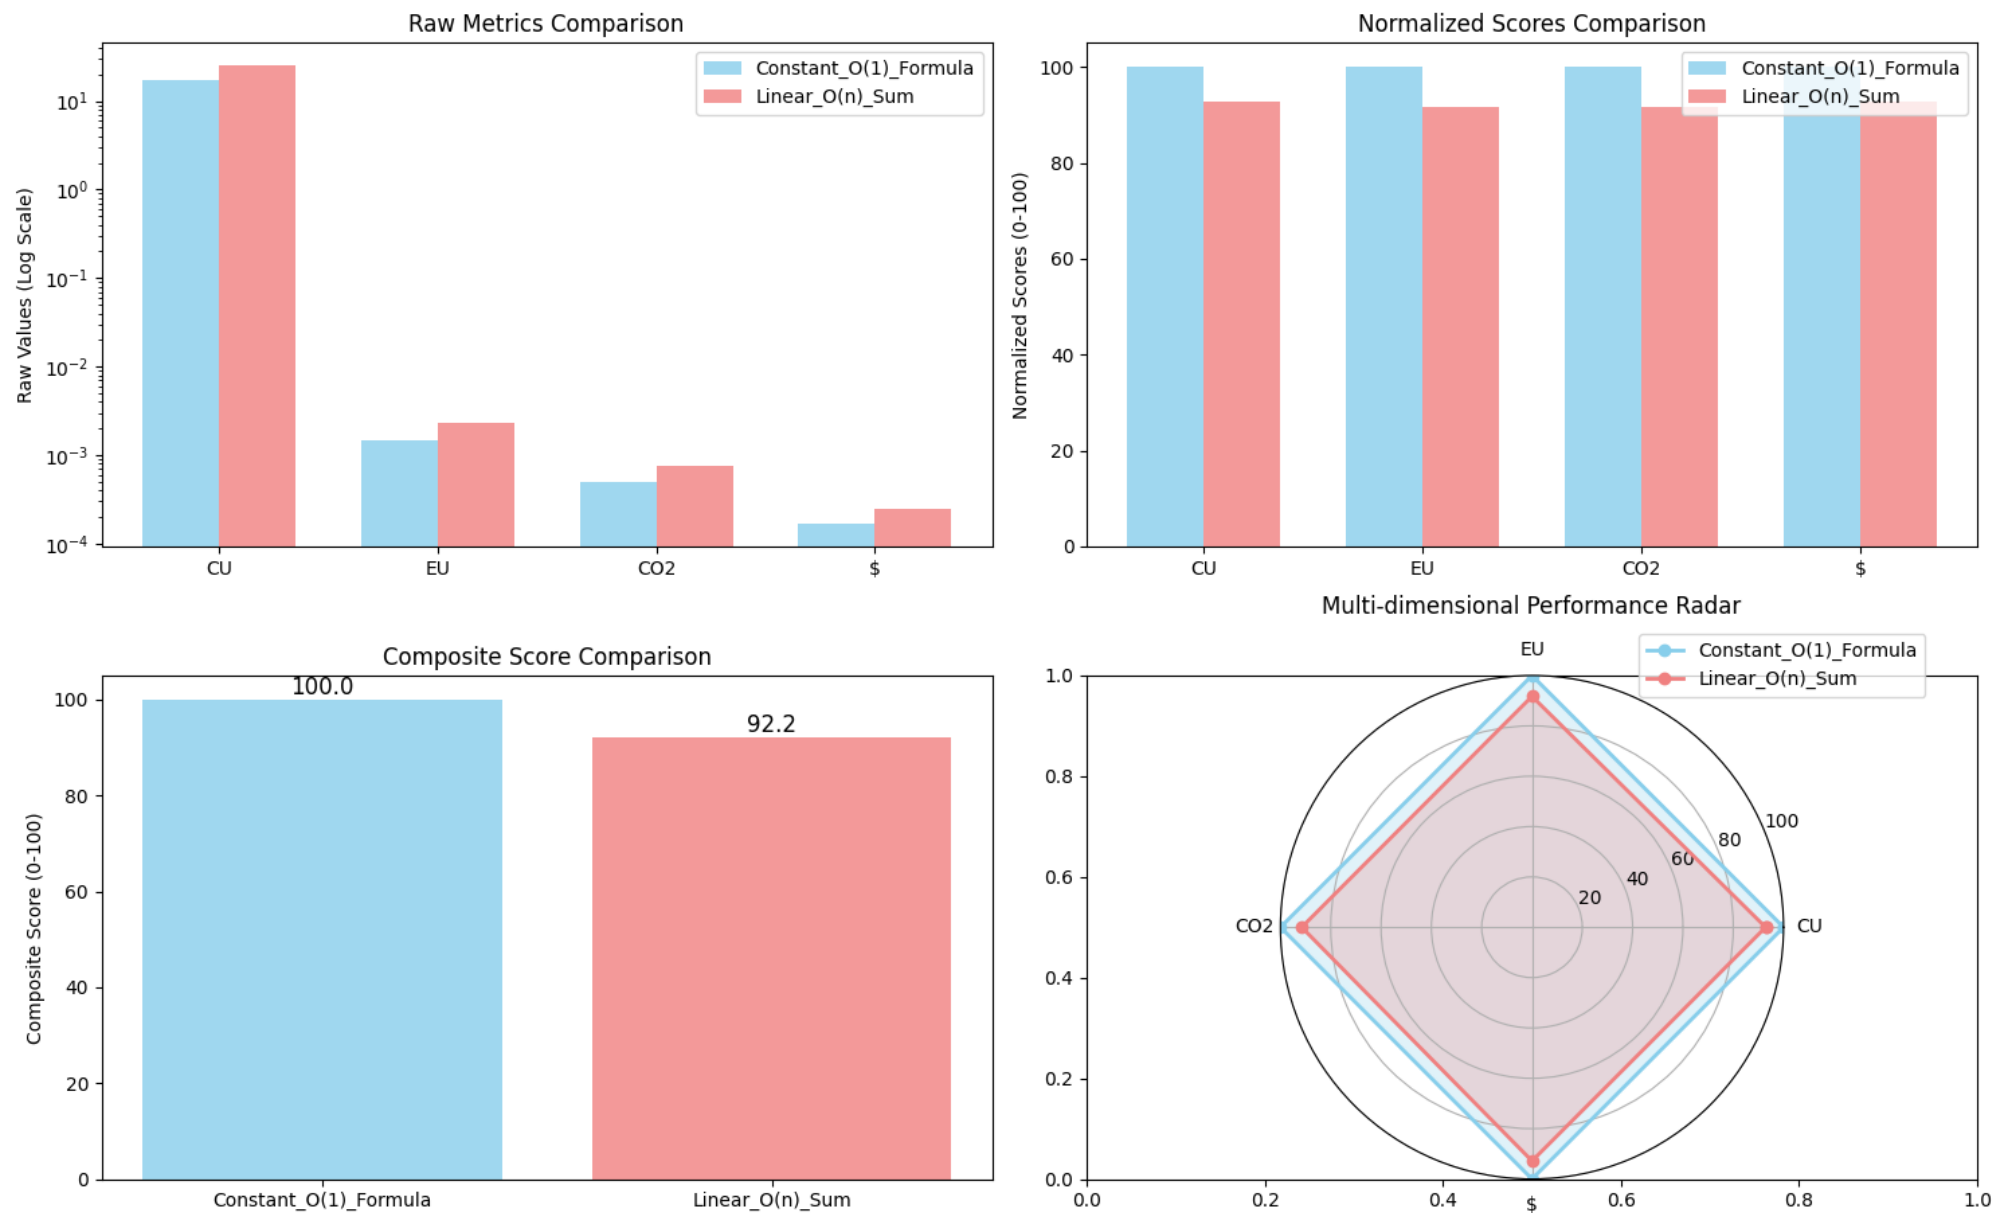 Raw Metrics Comparison
Raw Values (Log Scale)
10¹
10⁰
10⁻¹
10⁻²
10⁻³
10⁻⁴
CU
EU
CO2
$
Constant_O(1)_Formula
Linear_O(n)_Sum
Normalized Scores Comparison
Normalized Scores (0-100)
100
80
60
40
20
0
CU
EU
CO2
$
Constant_O(1)_Formula
Linear_O(n)_Sum
Composite Score Comparison
Composite Score (0-100)
100
80
60
40
20
0
100.0
92.2
Constant_O(1)_Formula
Linear_O(n)_Sum
Multi-dimensional Performance Radar
Constant_O(1)_Formula
Linear_O(n)_Sum
EU
CO2
CU
$
100
80
60
40
20
1.0
0.8
0.6
0.4
0.2
0.0
0.0
0.2
0.4
0.6
0.8
1.0